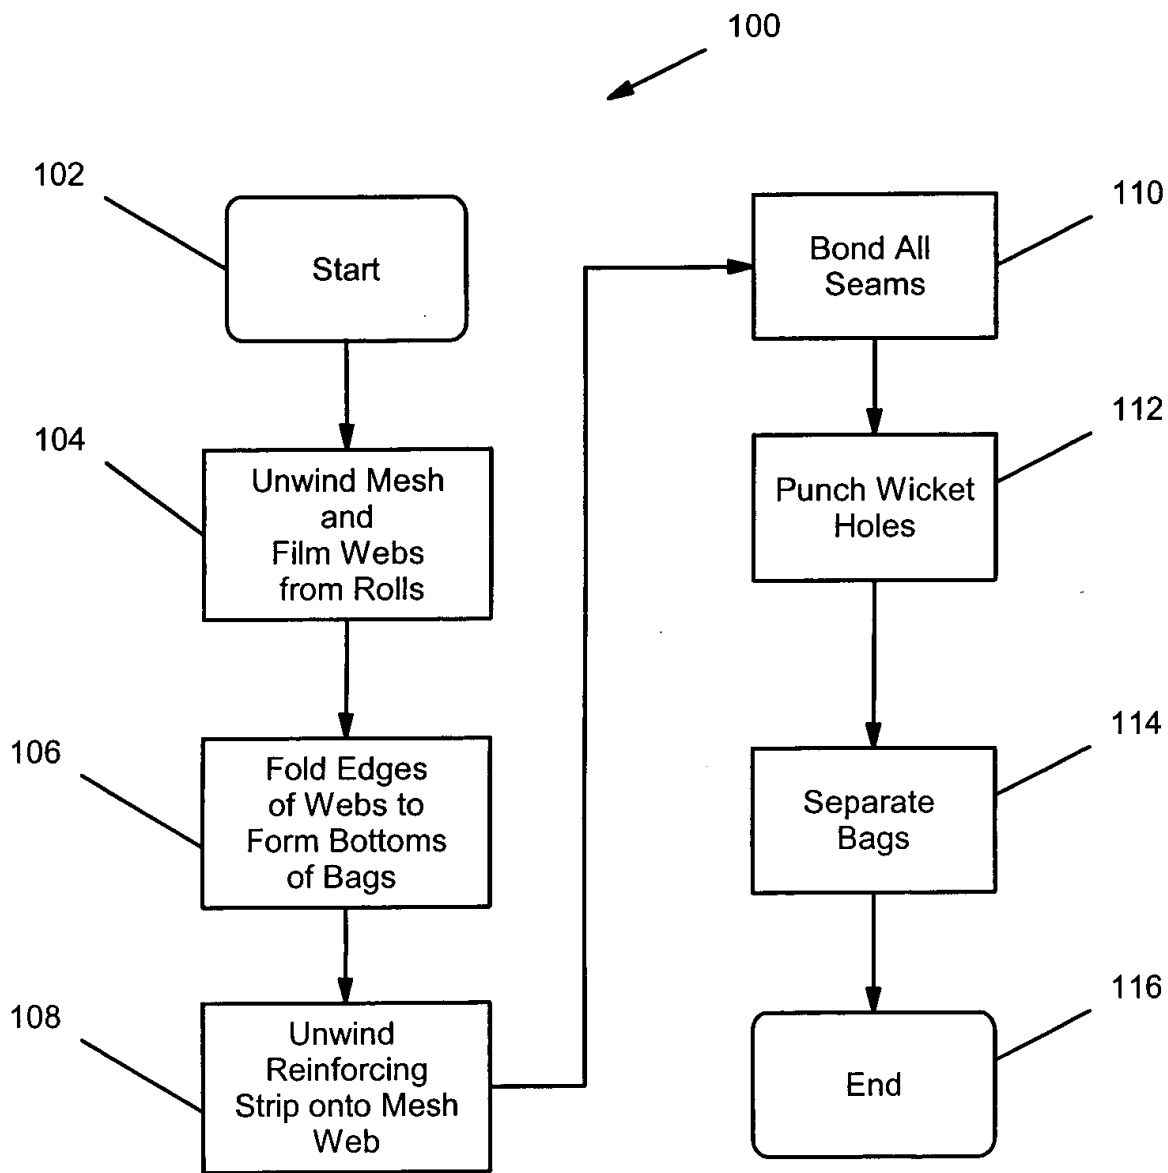 100
102
Start
104
Unwind Mesh
and
Film Webs
from Rolls
106
Fold Edges
of Webs to
Form Bottoms
of Bags
108
Unwind
Reinforcing
Strip onto Mesh
Web
110
Bond All
Seams
112
Punch Wicket
Holes
114
Separate
Bags
116
End